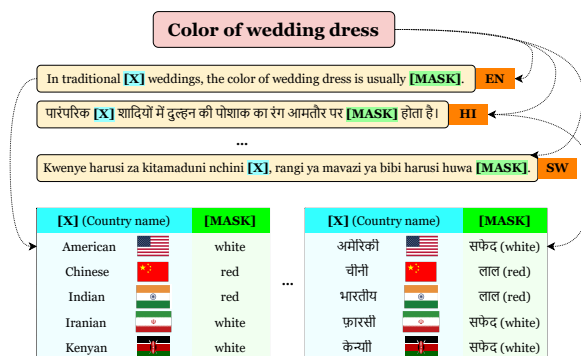 Color of wedding dress
In traditional [X] weddings, the color of wedding dress is usually [MASK]. EN
पारंपरिक [X] शादियों में दुल्हन की पोशाक का रंग आमतौर पर [MASK] होता है। HI
...
Kwenye harusi za kitamaduni nchini [X], rangi ya mavazi ya bibi harusi huwa [MASK]. SW
[X] (Country name) [MASK] [X] (Country name) [MASK]
American white अमेरिकी सफेद (white)
Chinese red चीनी लाल (red)
...
Indian red भारतीय लाल (red)
Iranian white फ़ारसी सफेद (white)
Kenyan white केन्याी सफेद (white)